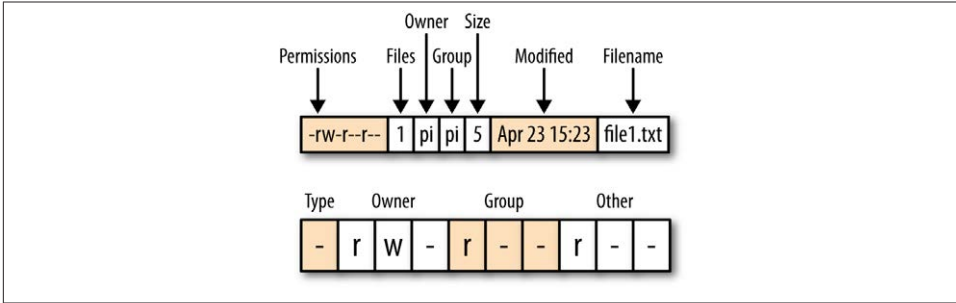 Owner Size
Permissions Files Group Modified Filename
-rw-r--r-- 1 pi pi 5 Apr 23 15:23 file1.txt
Type Owner Group Other
- r w - r - - r - -